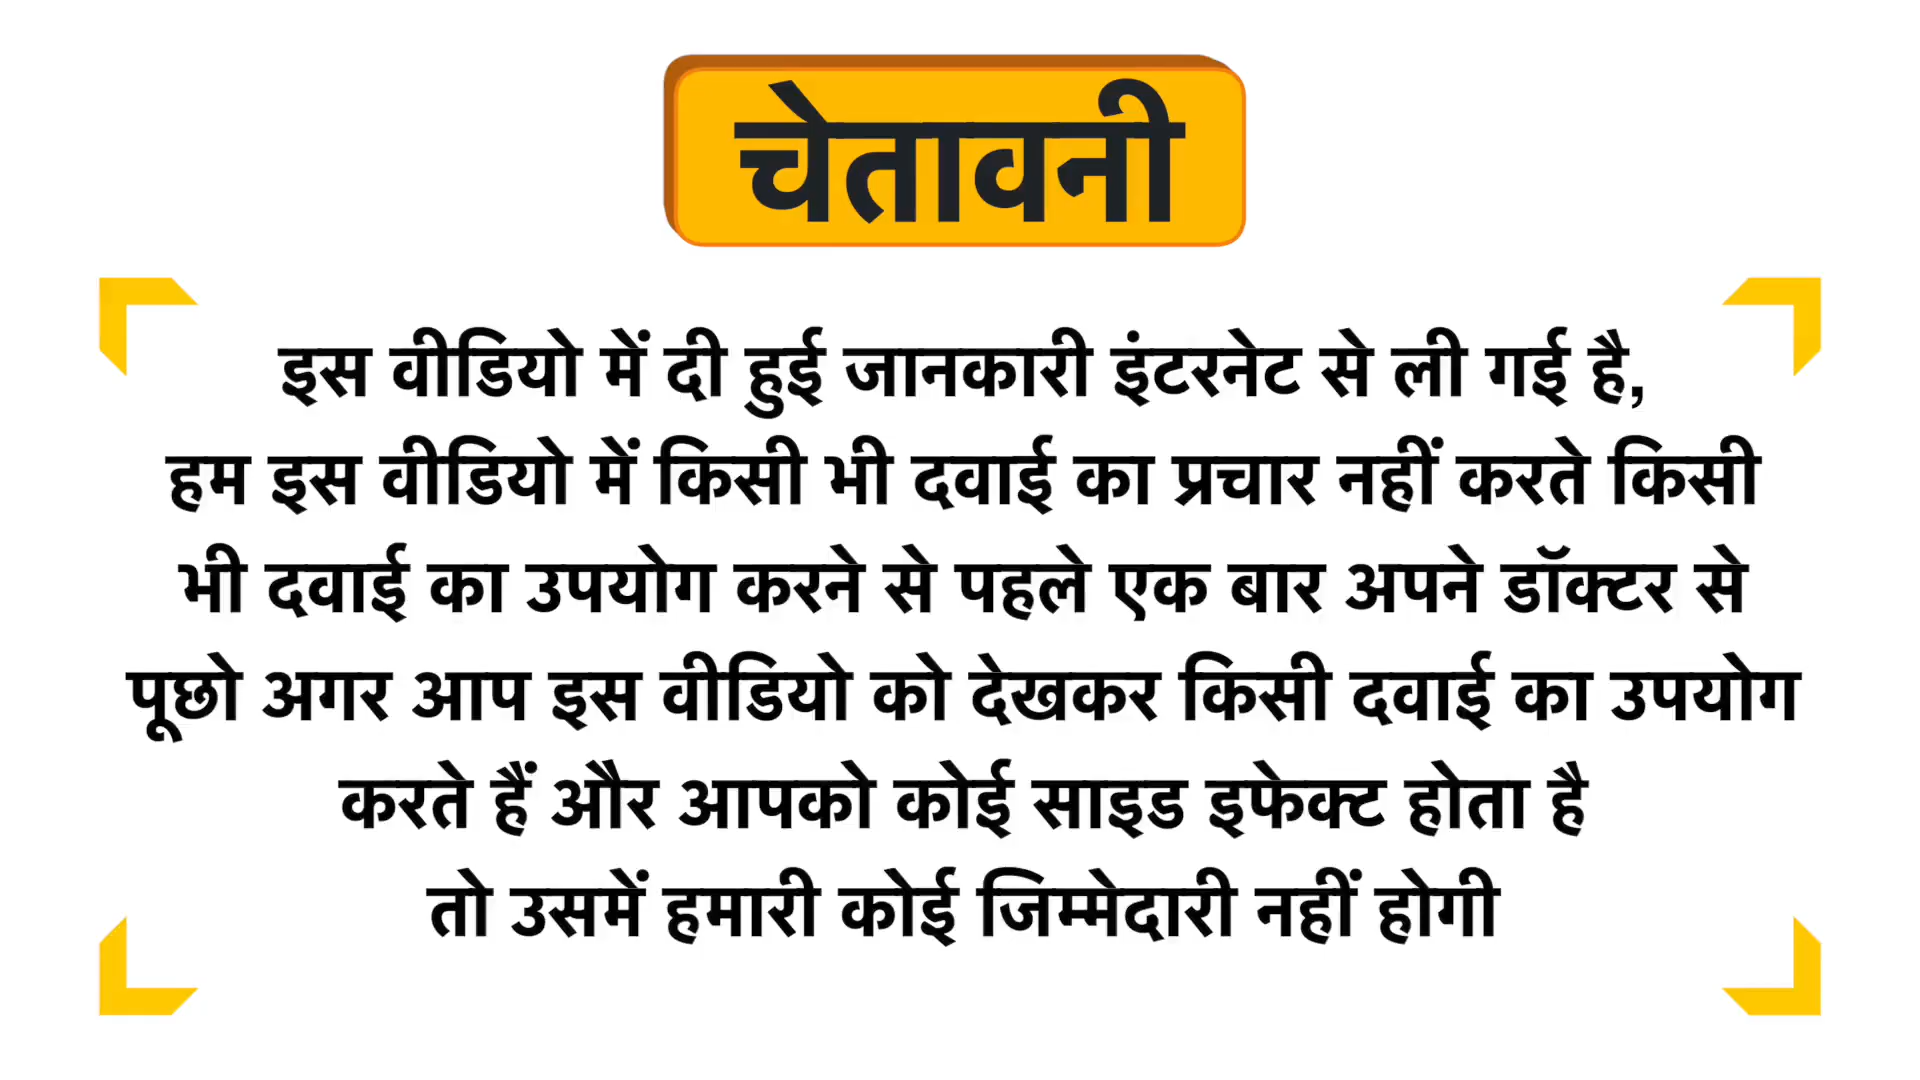 चेतावनी
इस वीडियो में दी हुई जानकारी इंटरनेट से ली गई है,
हम इस वीडियो में किसी भी दवाई का प्रचार नहीं करते किसी
भी दवाई का उपयोग करने से पहले एक बार अपने डॉक्टर से
पूछो अगर आप इस वीडियो को देखकर किसी दवाई का उपयोग
करते हैं और आपको कोई साइड इफेक्ट होता है
तो उसमें हमारी कोई जिम्मेदारी नहीं होगी